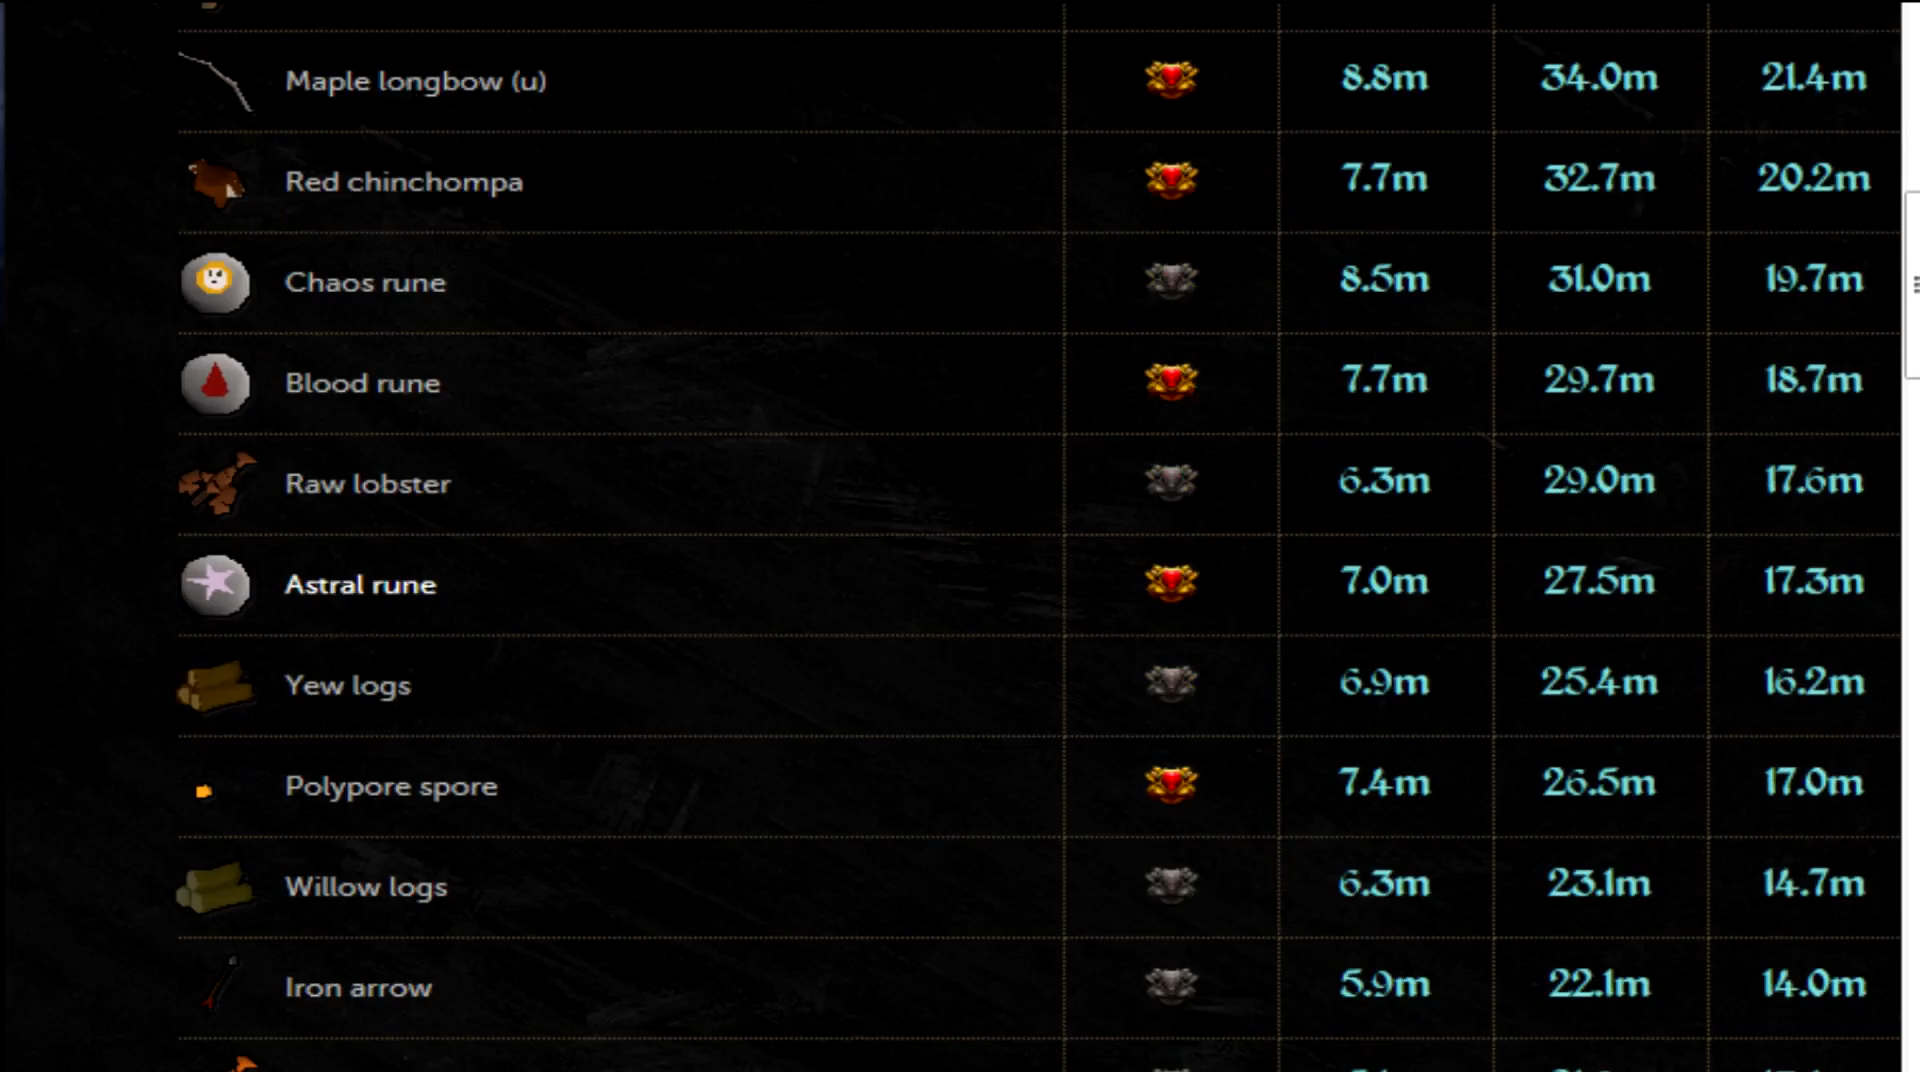 Maple longbow (u) 8.8m 34.0m 21.4m
Red chinchompa 7.7m 32.7m 20.2m
Chaos rune 8.5m 31.0m 19.7m
Blood rune 7.7m 29.7m 18.7m
Raw lobster 6.3m 29.0m 17.6m
Astral rune 7.0m 27.5m 17.3m
Yew logs 6.9m 25.4m 16.2m
Polypore spore 7.4m 26.5m 17.0m
Willow logs 6.3m 23.1m 14.7m
Iron arrow 5.9m 22.1m 14.0m